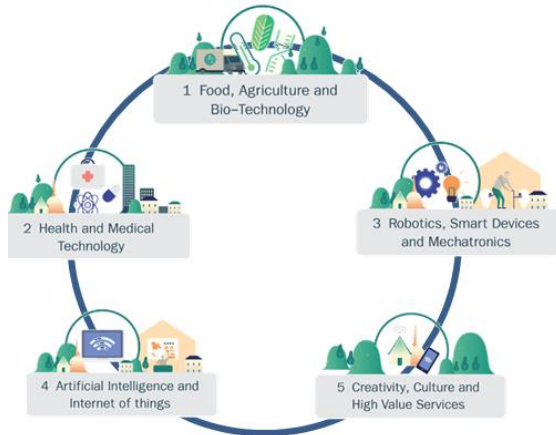 1 Food, Agriculture and
Bio-Technology
2 Health and Medical
Technology
3 Robotics, Smart Devices
and Mechatronics
4 Artificial Intelligence and
Internet of things
5 Creativity, Culture and
High Value Services